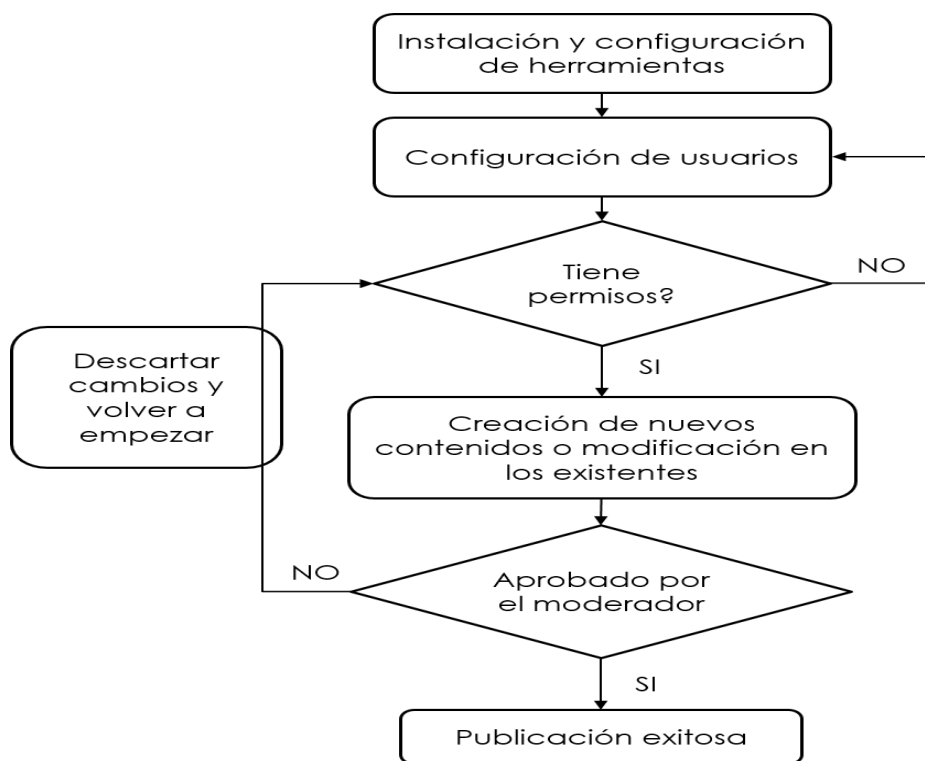 Instalación y configuración
de herramientas
Configuración de usuarios
Tiene
permisos?
NO
SI
Descartar
cambios y
volver a
empezar
Creación de nuevos
contenidos o modificación en
los existentes
NO
Aprobado por
el moderador
SI
Publicación exitosa